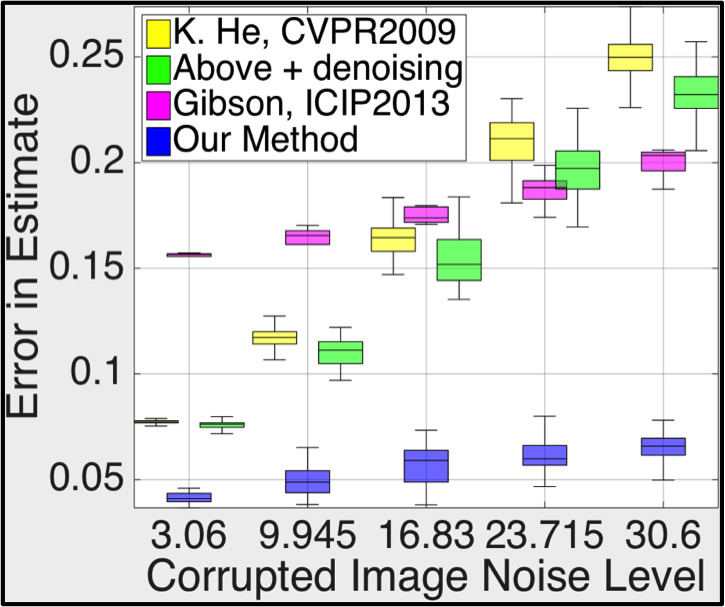 K. He, CVPR2009
Above + denoising
Gibson, ICIP2013
Our Method
Error in Estimate
0.25
0.2
0.15
0.1
0.05
3.06 9.945 16.83 23.715 30.6
Corrupted Image Noise Level